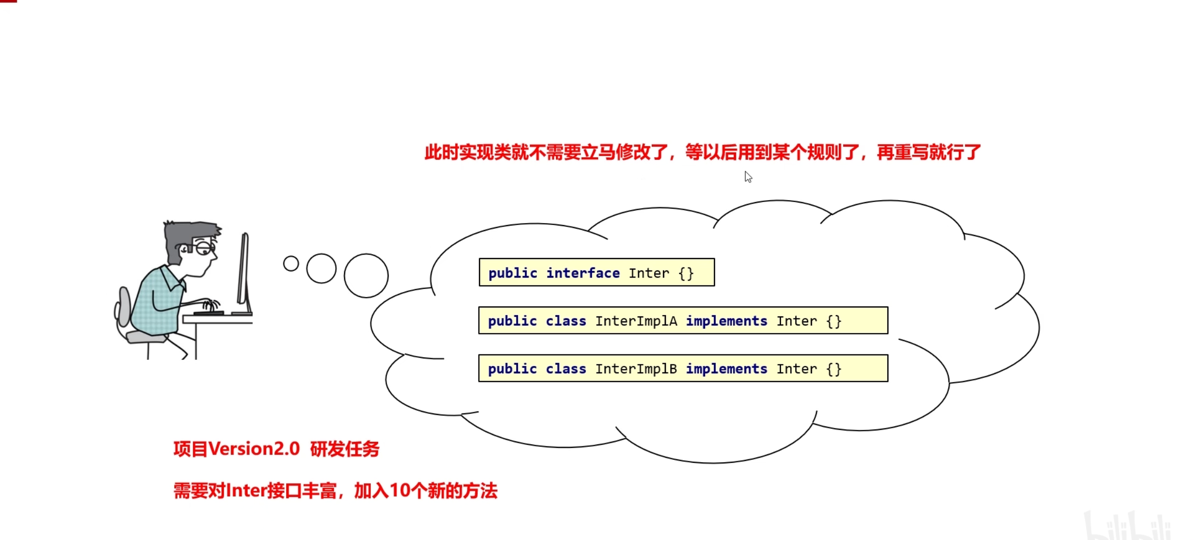 此时实现类就不需要立马修改了，等以后用到某个规则了，再重写就行了
public interface Inter {}
public class InterImplA implements Inter {}
public class InterImplB implements Inter {}
项目Version2.0 研发任务
需要对Inter接口丰富，加入10个新的方法
bilibili